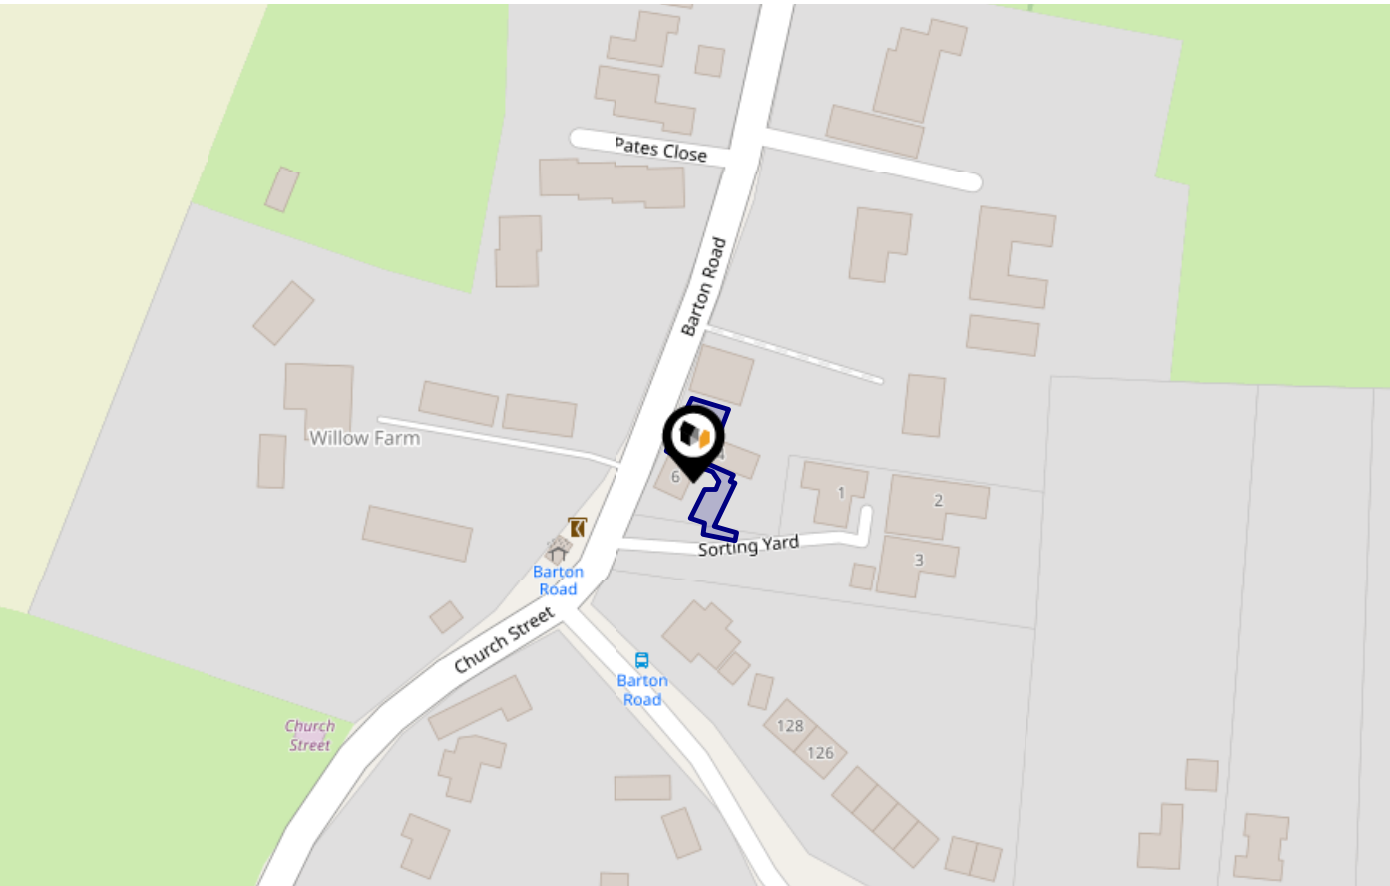 Pates Close
Barton Road
Willow Farm
6
1
2
3
Sorting Yard
Barton
Road
Church Street
Barton
Road
Church
Street
128
126